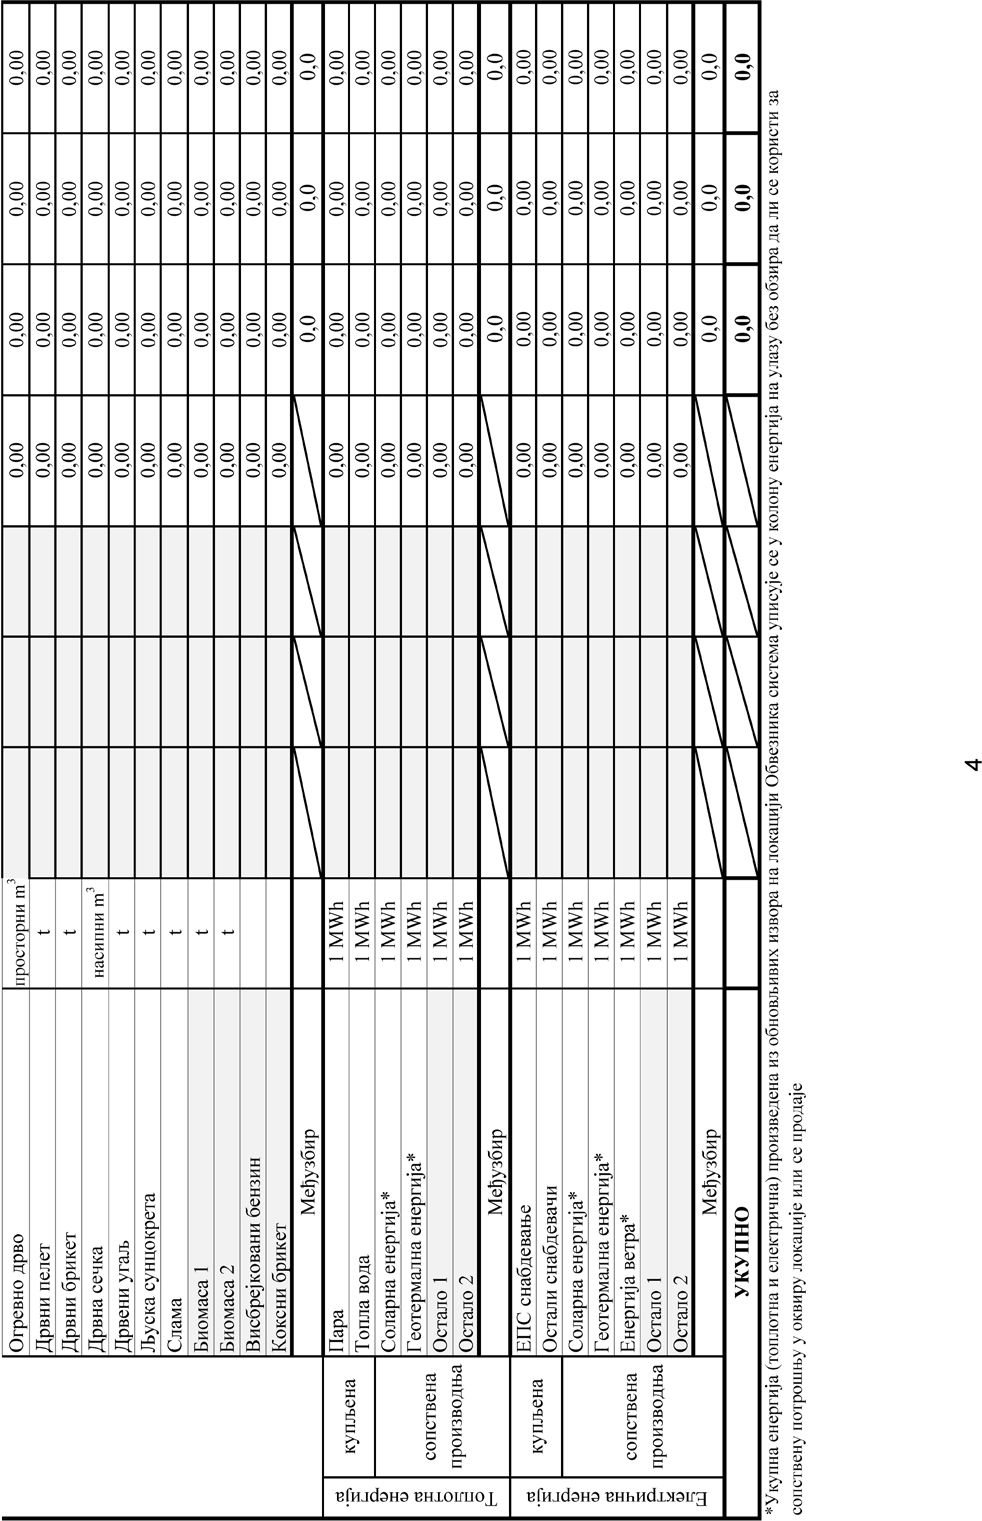 Огревно дрво просторни m³ 0,00 0,00 0,00 0,00
Дрвни пелет t 0,00 0,00 0,00 0,00
Дрвни брикет t 0,00 0,00 0,00 0,00
Дрвна сечка насипни m³ 0,00 0,00 0,00 0,00
Дрвени угаљ t 0,00 0,00 0,00 0,00
Љуска сунцокрета t 0,00 0,00 0,00 0,00
Слама t 0,00 0,00 0,00 0,00
Биомаса 1 t 0,00 0,00 0,00 0,00
Биомаса 2 t 0,00 0,00 0,00 0,00
Висбрејковани бензин 0,00 0,00 0,00 0,00
Коксни брикет 0,00 0,00 0,00 0,00
Међузбир 0,0 0,0 0,0
Топлотна енергија
купљена
Пара 1 MWh 0,00 0,00 0,00 0,00
Топла вода 1 MWh 0,00 0,00 0,00 0,00
сопствена
производња
Соларна енергија* 1 MWh 0,00 0,00 0,00 0,00
Геотермална енергија* 1 MWh 0,00 0,00 0,00 0,00
Остало 1 1 MWh 0,00 0,00 0,00 0,00
Остало 2 1 MWh 0,00 0,00 0,00 0,00
Међузбир 0,0 0,0 0,0
Електрична енергија
купљена
ЕПС снабдевање 1 MWh 0,00 0,00 0,00 0,00
Остали снабдевачи 1 MWh 0,00 0,00 0,00 0,00
сопствена
производња
Соларна енергија* 1 MWh 0,00 0,00 0,00 0,00
Геотермална енергија* 1 MWh 0,00 0,00 0,00 0,00
Енергија ветра* 1 MWh 0,00 0,00 0,00 0,00
Остало 1 1 MWh 0,00 0,00 0,00 0,00
Остало 2 1 MWh 0,00 0,00 0,00 0,00
Међузбир 0,0 0,0 0,0
УКУПНО 0,0 0,0 0,0
*Укупна енергија (топлотна и електрична) произведена из обновљивих извора на локацији Обвезника система уписује се у колону енергија на улазу без обзира да ли се користи за
сопствену потрошњу у оквиру локације или се продаје
4